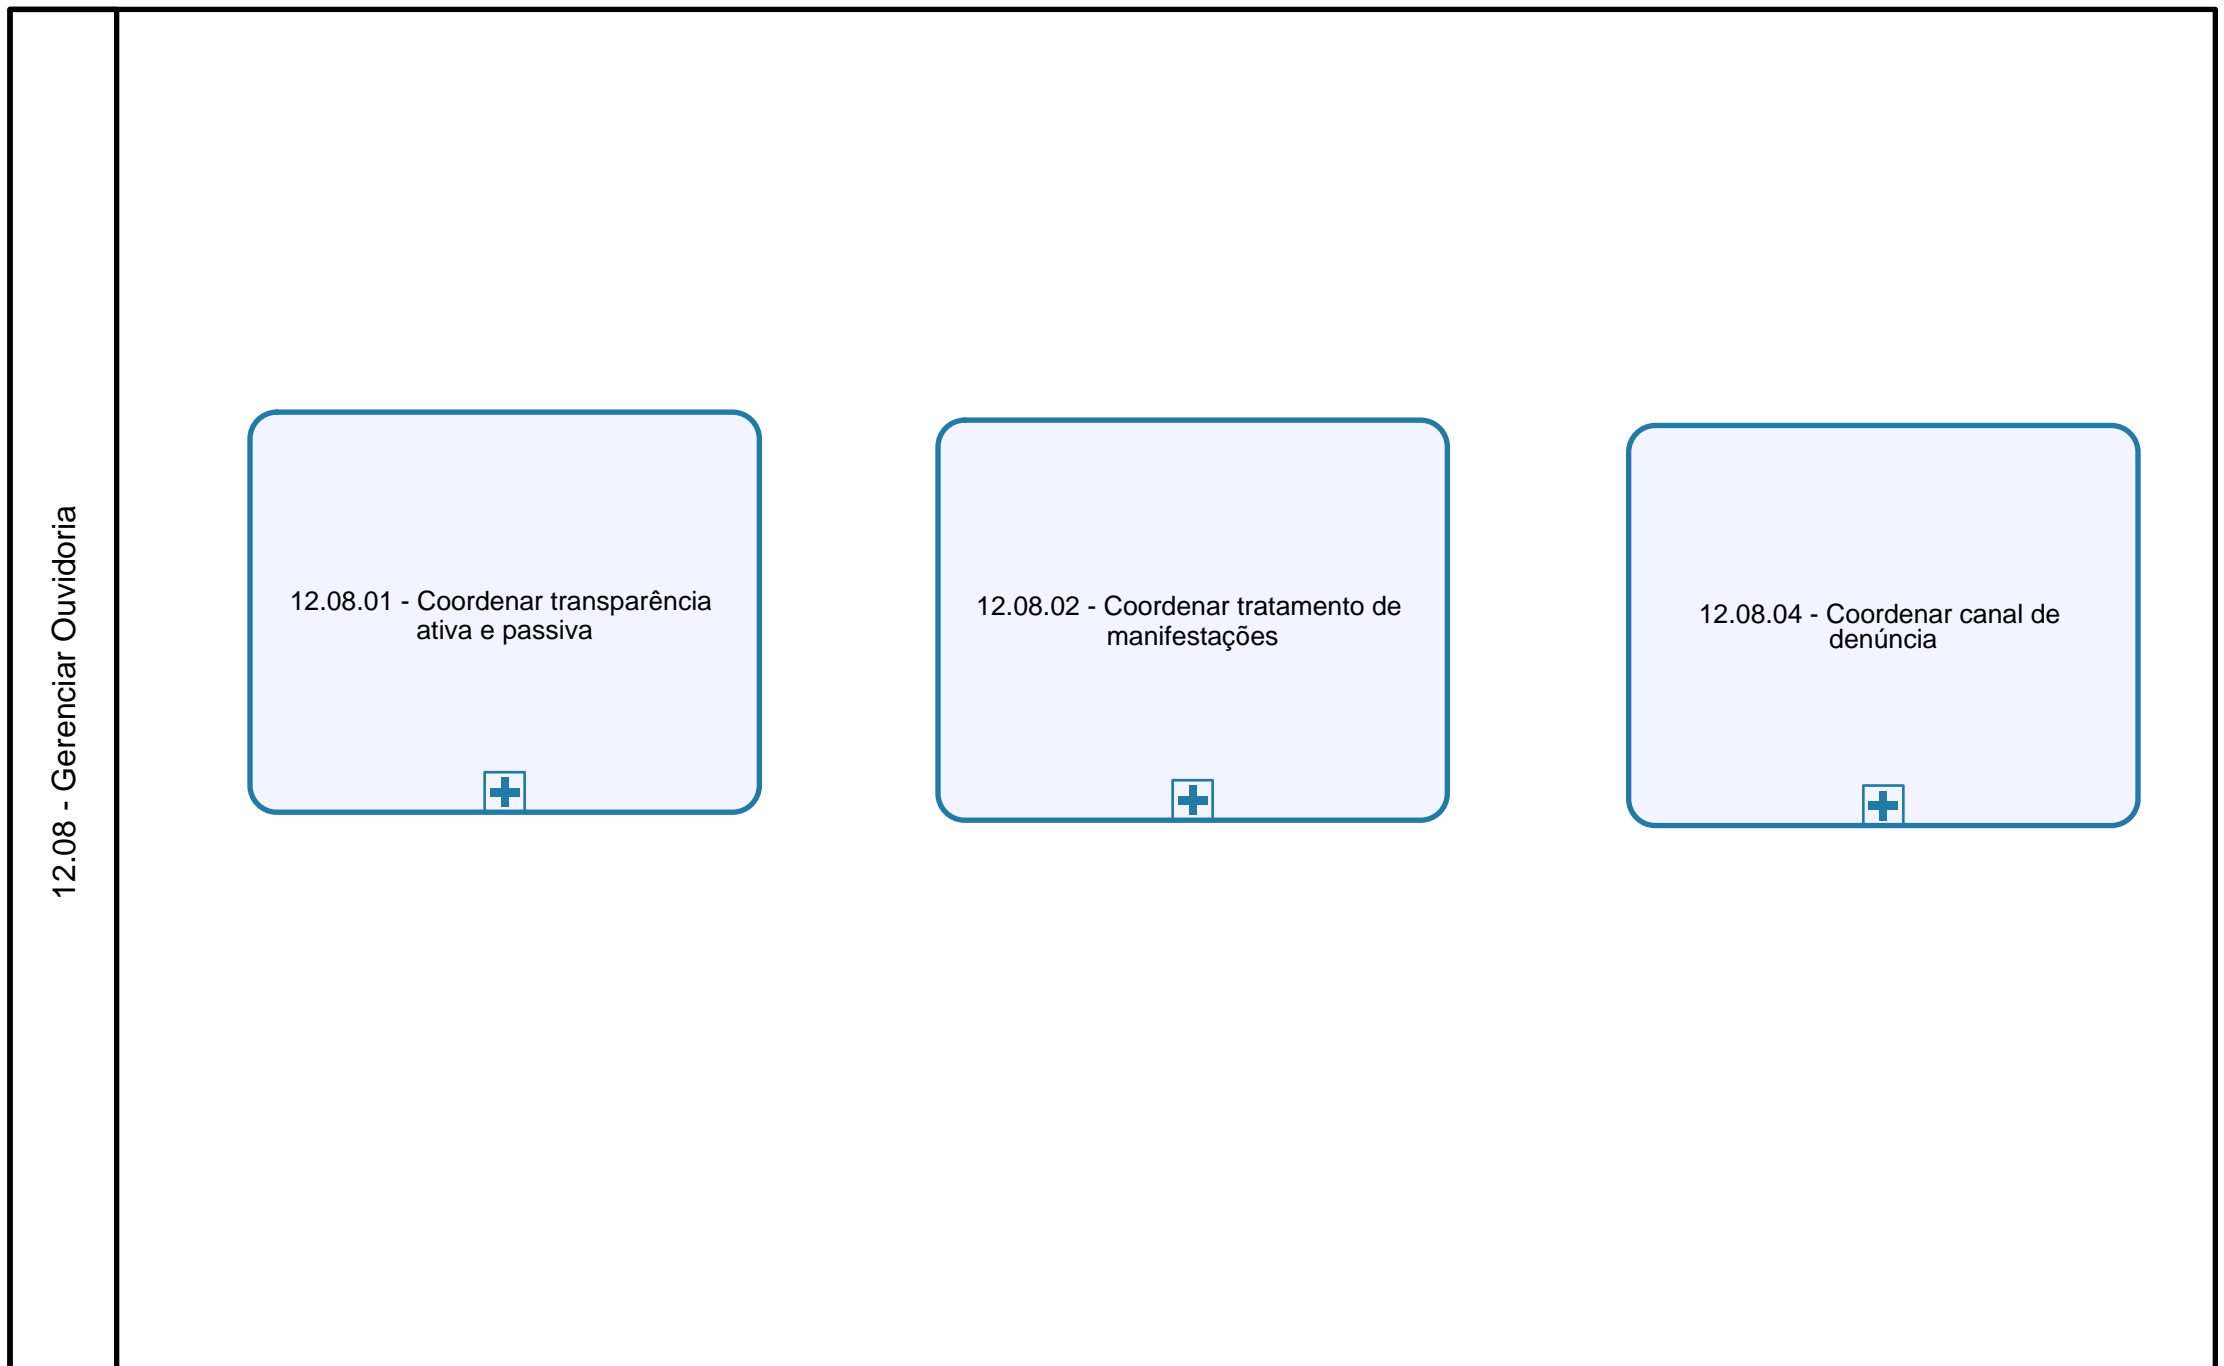 12.08 - Gerenciar Ouvidoria
12.08.01 - Coordenar transparência
ativa e passiva
12.08.02 - Coordenar tratamento de
manifestações
12.08.04 - Coordenar canal de
denúncia